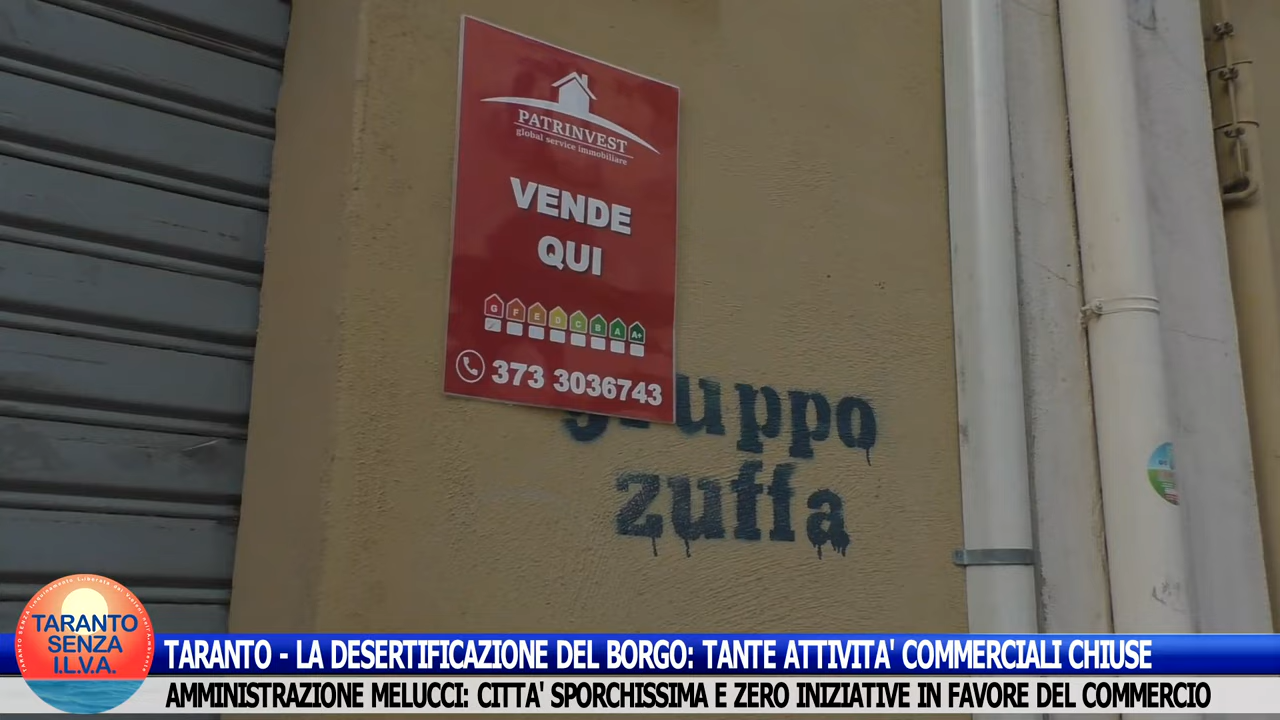 PATRINVEST
global service immobiliare
VENDE
QUI
G F E D C B A A+
373 3036743
gruppo
zuffa
TARANTO
SENZA
I.L.V.A.
TARANTO - LA DESERTIFICAZIONE DEL BORGO: TANTE ATTIVITA' COMMERCIALI CHIUSE
AMMINISTRAZIONE MELUCCI: CITTA' SPORCHISSIMA E ZERO INIZIATIVE IN FAVORE DEL COMMERCIO